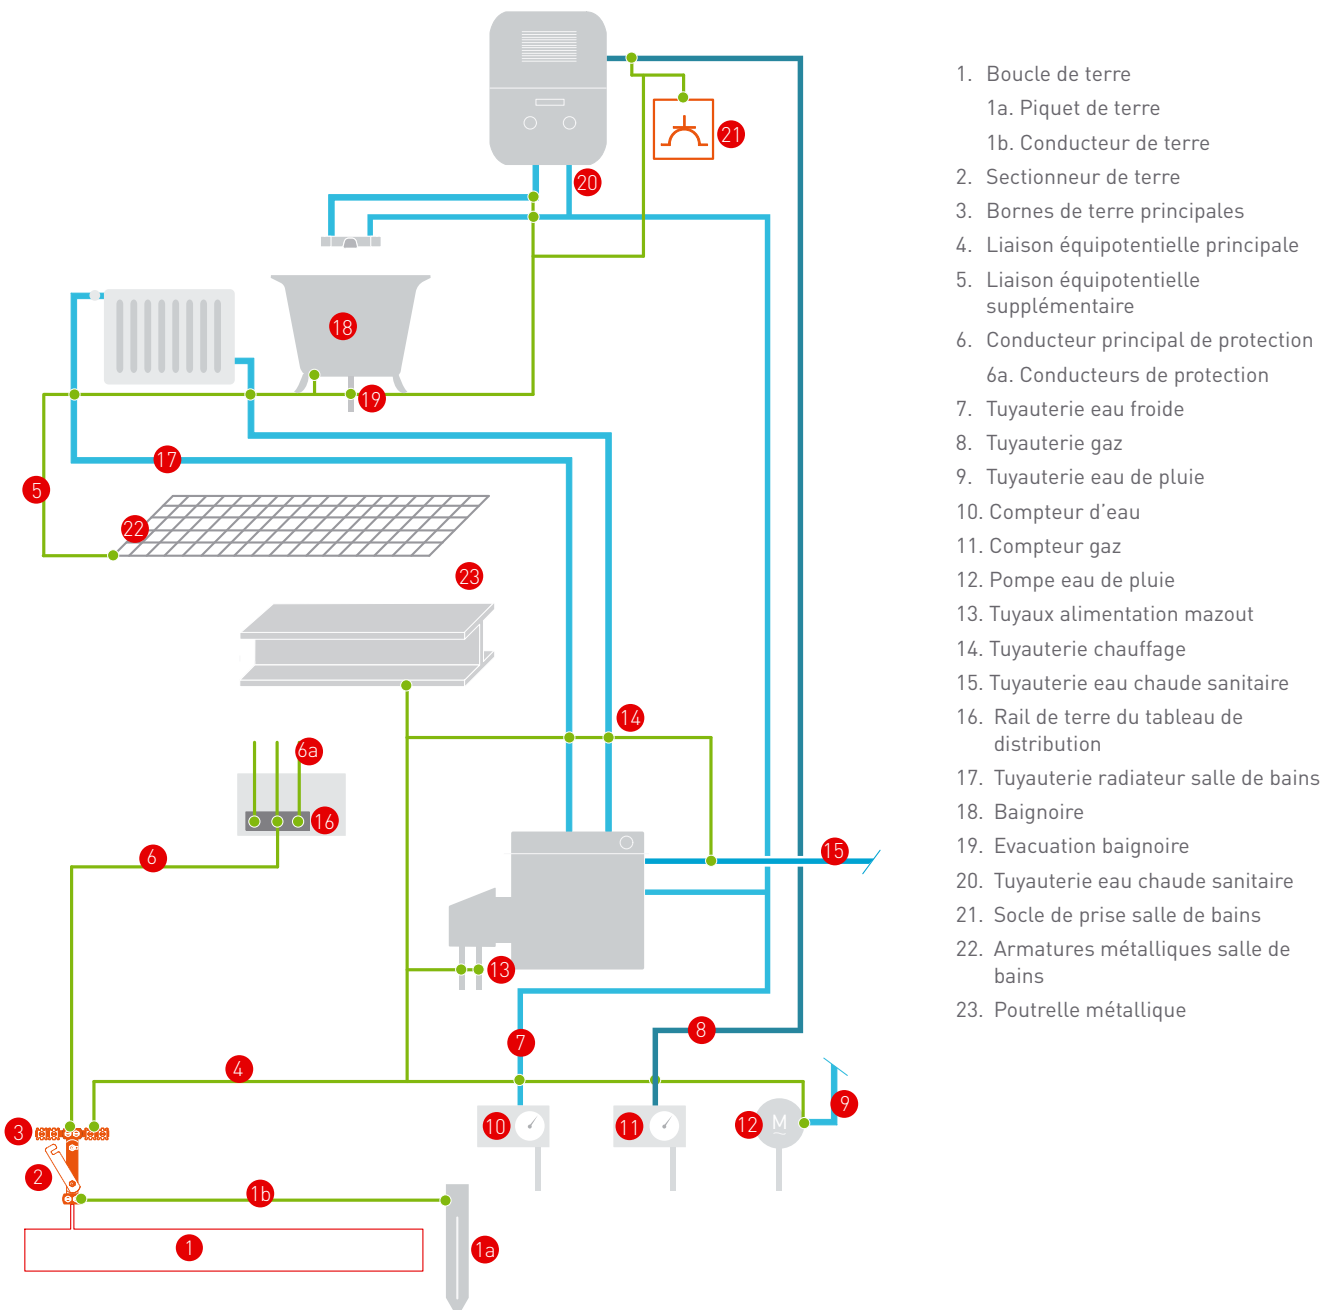 1. Boucle de terre
1a. Piquet de terre
1b. Conducteur de terre
2. Sectionneur de terre
3. Bornes de terre principales
4. Liaison équipotentielle principale
5. Liaison équipotentielle
supplémentaire
6. Conducteur principal de protection
6a. Conducteurs de protection
7. Tuyauterie eau froide
8. Tuyauterie gaz
9. Tuyauterie eau de pluie
10. Compteur d'eau
11. Compteur gaz
12. Pompe eau de pluie
13. Tuyaux alimentation mazout
14. Tuyauterie chauffage
15. Tuyauterie eau chaude sanitaire
16. Rail de terre du tableau de
distribution
17. Tuyauterie radiateur salle de bains
18. Baignoire
19. Evacuation baignoire
20. Tuyauterie eau chaude sanitaire
21. Socle de prise salle de bains
22. Armatures métalliques salle de
bains
23. Poutrelle métallique
21
20
18
19
17
5
22
23
14
6a
16
15
6
13
8
7
4
9
10
11
12
M
3
2
1b
1
1a